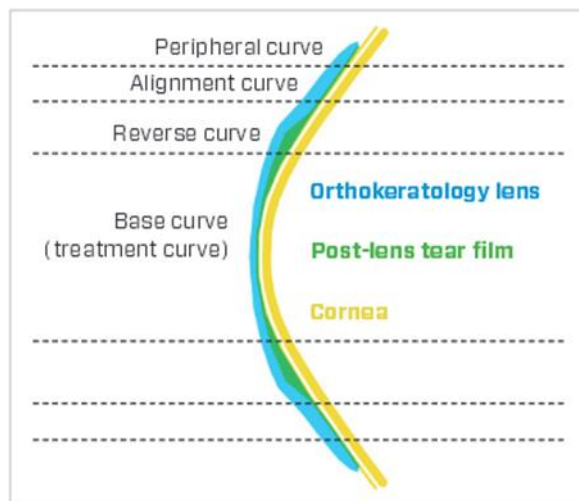 Peripheral curve
Alignment curve
Reverse curve
Orthokeratology lens
Base curve
(treatment curve)
Post-lens tear film
Cornea